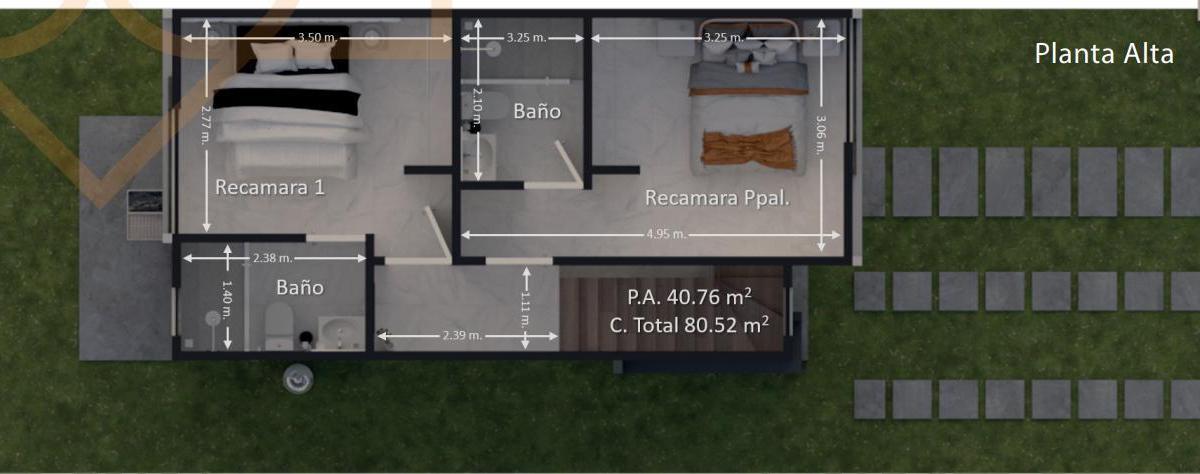 Planta Alta
3.50 m.
3.25 m.
3.25 m.
2.77 m.
2.10 m.
Baño
3.06 m.
Recamara 1
Recamara Ppal.
4.95 m.
2.38 m.
1.40 m.
Baño
1.11 m.
2.39 m.
P.A. 40.76 m²
C. Total 80.52 m²